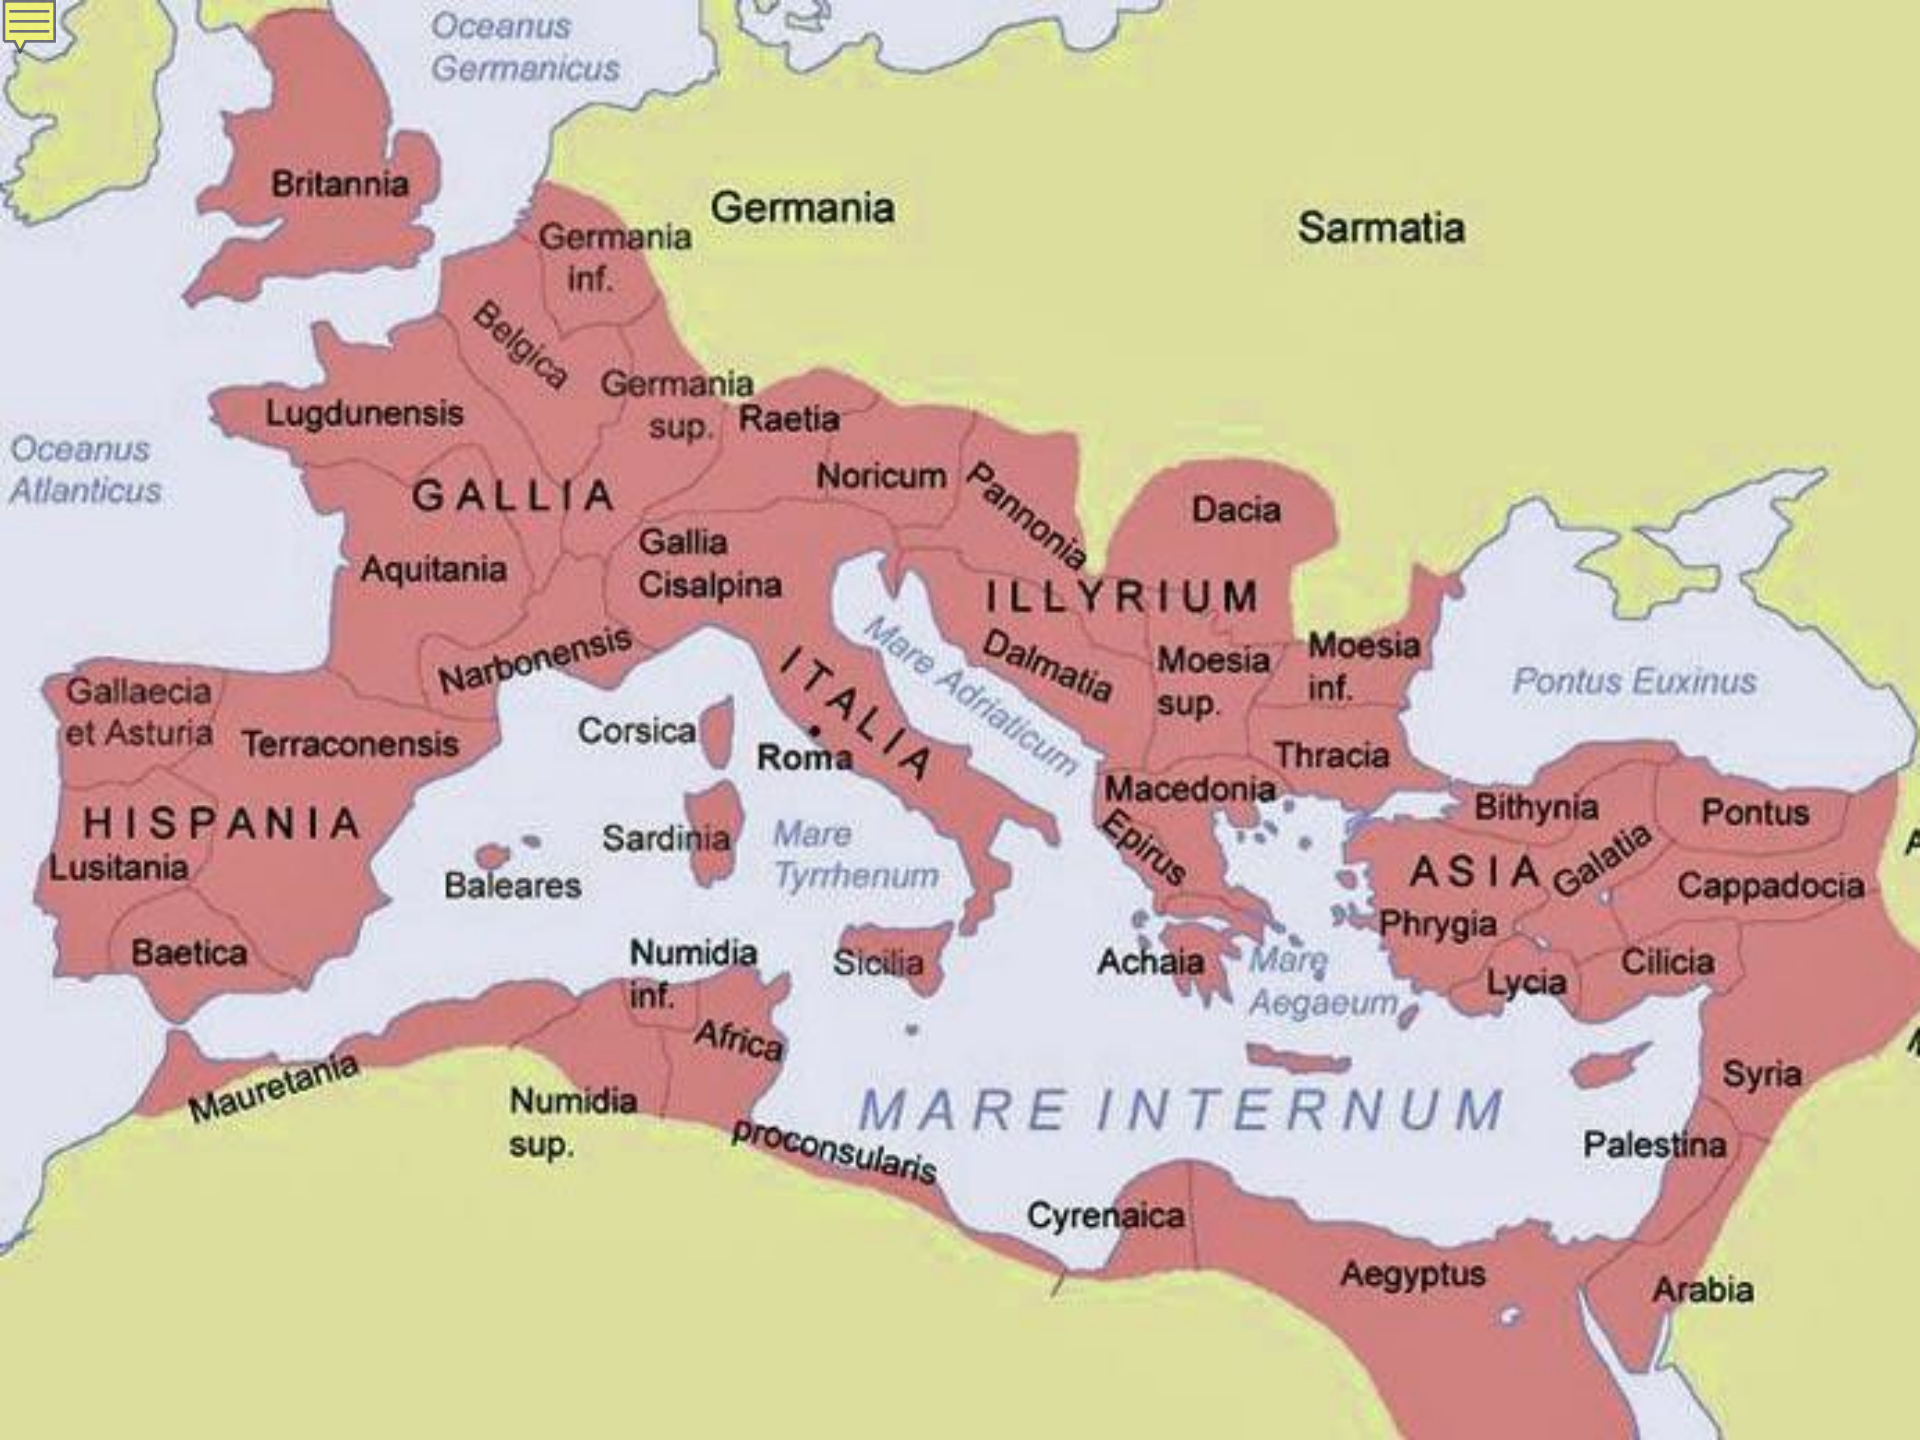 Oceanus
Germanicus
Britannia
Germania
Sarmatia
Germania
inf.
Belgica
Germania
sup.
Raetia
Lugdunensis
Oceanus
Atlanticus
GALLIA
Noricum
Pannonia
Dacia
Gallia
Cisalpina
Aquitania
ILLYRIUM
Narbonensis
ITALIA
Mare Adriaticum
Dalmatia
Moesia
sup.
Moesia
inf.
Pontus Euxinus
Gallaecia
et Asturia
Terraconensis
Corsica
Roma
Thracia
Macedonia
Bithynia
Pontus
HISPANIA
Lusitania
Sardinia
Mare
Tyrrhenum
Epirus
ASIA
Galatia
Cappadocia
Baleares
Phrygia
Baetica
Numidia
inf.
Sicilia
Achaia
Mare
Aegaeum
Lycia
Cilicia
Africa
Mauretania
Numidia
sup.
proconsularis
MARE INTERNUM
Syria
Palestina
Cyrenaica
Aegyptus
Arabia